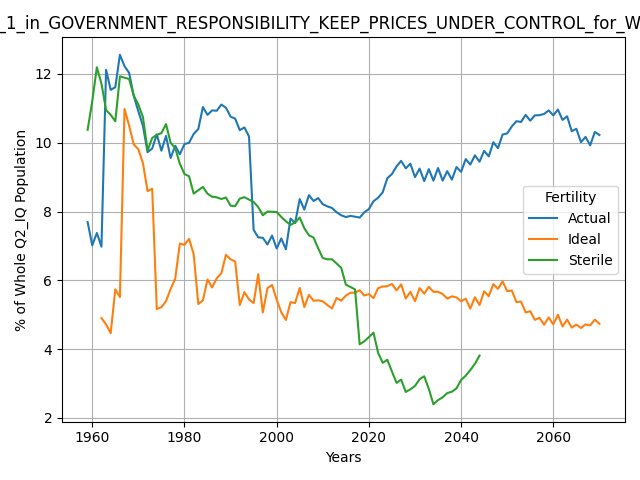 _1_in_GOVERNMENT_RESPONSIBILITY_KEEP_PRICES_UNDER_CONTROL_for_W
% of Whole Q2_IQ Population
12
10
8
6
4
2
Fertility
Actual
Ideal
Sterile
1960 1980 2000 2020 2040 2060
Years